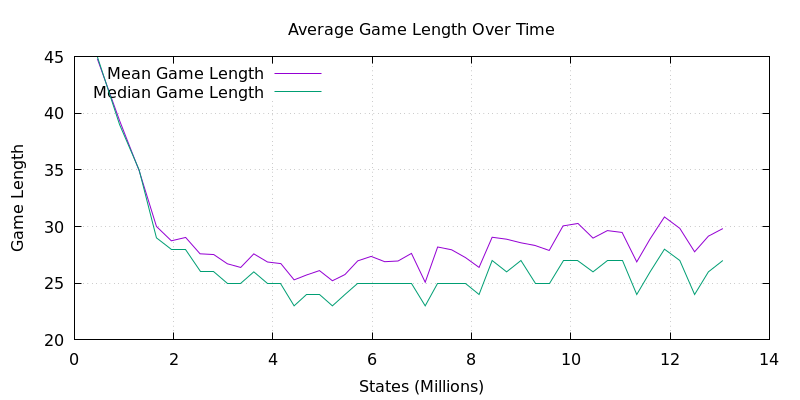 Average Game Length Over Time
Mean Game Length
Median Game Length
Game Length
45
40
35
30
25
20
0 2 4 6 8 10 12 14
States (Millions)